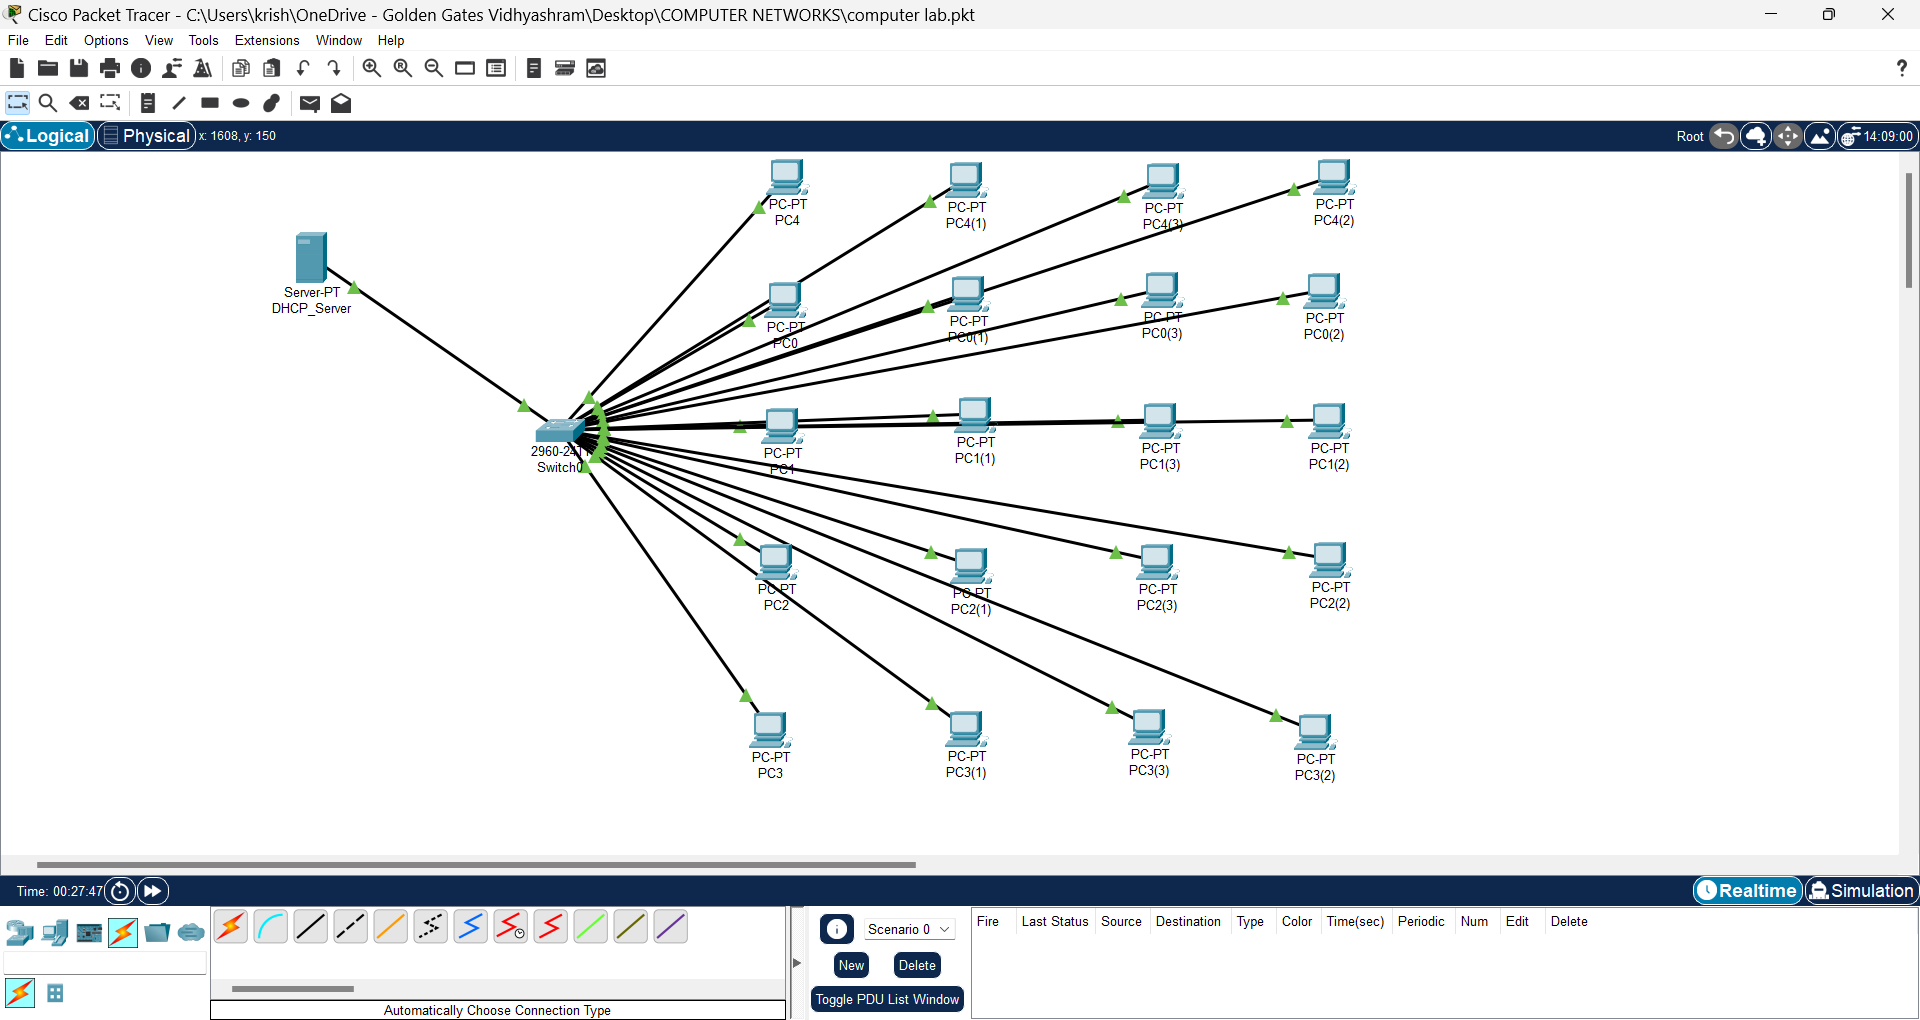 Cisco Packet Tracer - C:\Users\krish\OneDrive - Golden Gates Vidhyashram\Desktop\COMPUTER NETWORKS\computer lab.pkt
File Edit Options View Tools Extensions Window Help
?
Logical Physical x: 1608, y: 150 Root 14:09:00
PC-PT PC-PT PC-PT PC-PT
PC4 PC4(1) PC4(3) PC4(2)
Server-PT
DHCP_Server
PC-PT PC-PT PC-PT PC-PT
PC0 PC0(1) PC0(3) PC0(2)
PC-PT PC-PT PC-PT PC-PT
PC1 PC1(1) PC1(3) PC1(2)
Switch0
PC-PT PC-PT PC-PT PC-PT
PC2 PC2(1) PC2(3) PC2(2)
PC-PT PC-PT PC-PT PC-PT
PC3 PC3(1) PC3(3) PC3(2)
Time: 00:27:47 Realtime Simulation
Scenario 0
New Delete
Toggle PDU List Window
Fire Last Status Source Destination Type Color Time(sec) Periodic Num Edit Delete
Automatically Choose Connection Type